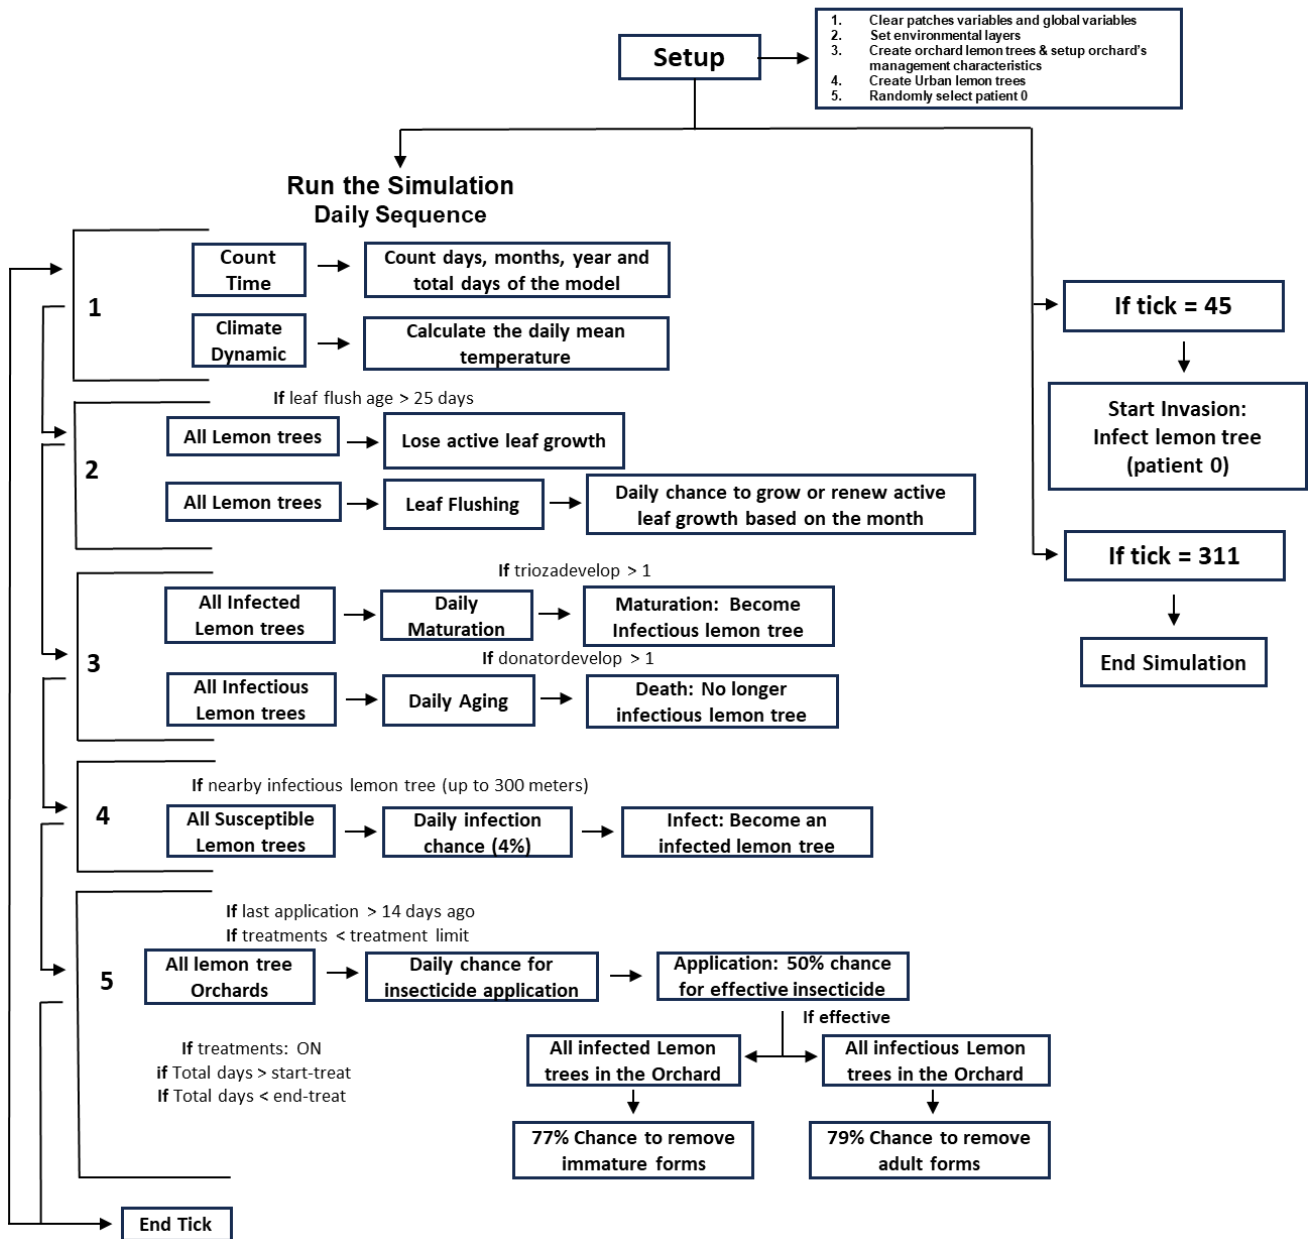 Setup
1. Clear patches variables and global variables
2. Set environmental layers
3. Create orchard lemon trees & setup orchard's
management characteristics
4. Create Urban lemon trees
5. Randomly select patient 0
Run the Simulation
Daily Sequence
1
Count
Time
Count days, months, year and
total days of the model
Climate
Dynamic
Calculate the daily mean
temperature
2
If leaf flush age > 25 days
All Lemon trees
Lose active leaf growth
All Lemon trees
Leaf Flushing
Daily chance to grow or renew active
leaf growth based on the month
3
If triozadevelop > 1
All Infected
Lemon trees
Daily
Maturation
Maturation: Become
Infectious lemon tree
If donatordevelop > 1
All Infectious
Lemon trees
Daily Aging
Death: No longer
infectious lemon tree
4
If nearby infectious lemon tree (up to 300 meters)
All Susceptible
Lemon trees
Daily infection
chance (4%)
Infect: Become an
infected lemon tree
5
If last application > 14 days ago
If treatments < treatment limit
All lemon tree
Orchards
Daily chance for
insecticide application
Application: 50% chance
for effective insecticide
If effective
If treatments: ON
if Total days > start-treat
If Total days < end-treat
All infected Lemon
trees in the Orchard
All infectious Lemon
trees in the Orchard
77% Chance to remove
immature forms
79% Chance to remove
adult forms
End Tick
If tick = 45
Start Invasion:
Infect lemon tree
(patient 0)
If tick = 311
End Simulation